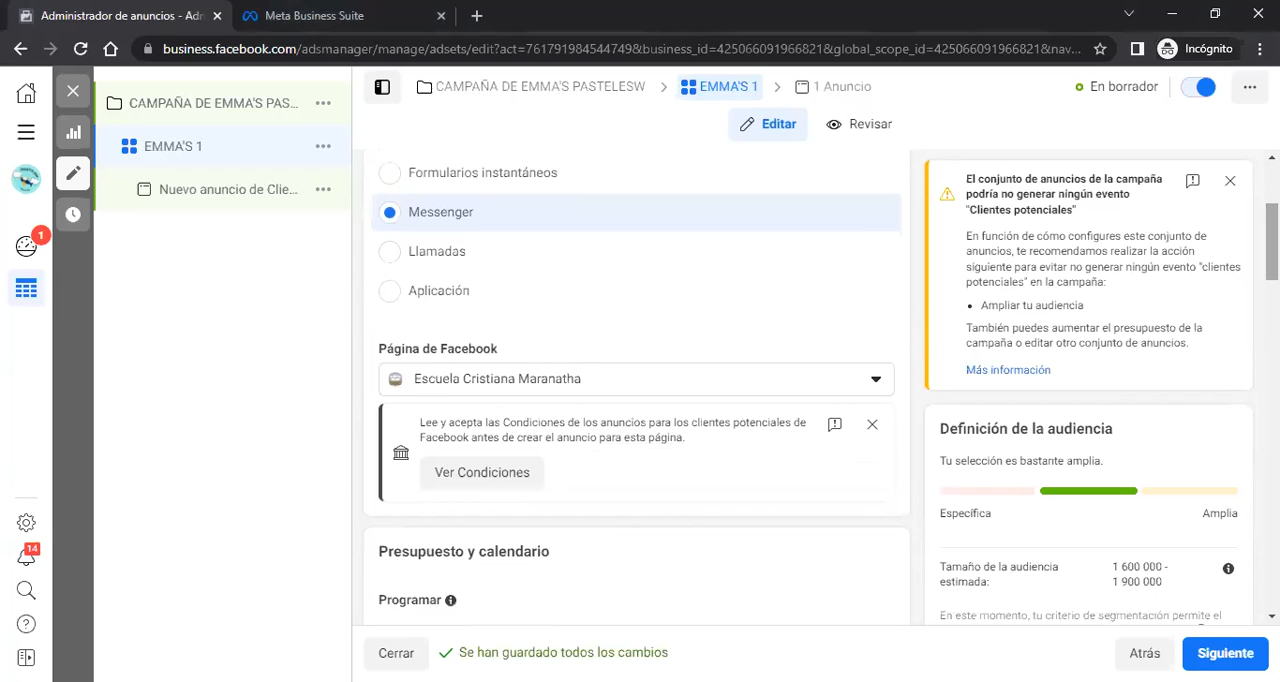 Administrador de anuncios - Adr
Meta Business Suite
business.facebook.com/adsmanager/manage/adsets/edit?act=7617919845447498&business_id=425066091966821&global_scope_id=425066091966821&nav...
Incógnito
CAMPAÑA DE EMMA'S PAS...
EMMA'S 1
Nuevo anuncio de Clie...
CAMPAÑA DE EMMA'S PASTELESW
EMMA'S 1
1 Anuncio
En borrador
Editar
Revisar
1
14
Formularios instantáneos
Messenger
Llamadas
Aplicación
Página de Facebook
Escuela Cristiana Maranatha
Lee y acepta las Condiciones de los anuncios para los clientes potenciales de
Facebook antes de crear el anuncio para esta página.
Ver Condiciones
Presupuesto y calendario
Programar
El conjunto de anuncios de la campaña
podría no generar ningún evento
"Clientes potenciales"
En función de cómo configures este conjunto de
anuncios, te recomendamos realizar la acción
siguiente para evitar no generar ningún evento "clientes
potenciales" en la campaña:
• Ampliar tu audiencia
También puedes aumentar el presupuesto de la
campaña o editar otro conjunto de anuncios.
Más información
Definición de la audiencia
Tu selección es bastante amplia.
Específica
Amplia
Tamaño de la audiencia
estimada:
1 600 000 -
1 900 000
En este momento, tu criterio de segmentación permite el
Cerrar
Se han guardado todos los cambios
Atrás
Siguiente